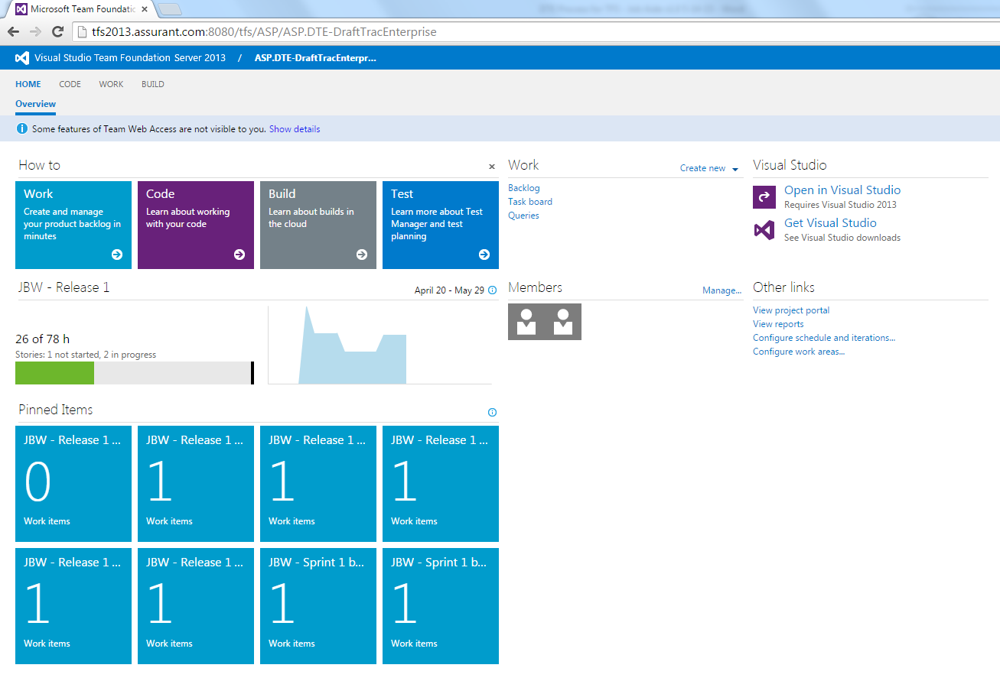 Microsoft Team Foundatic
tfs2013.assurant.com:8080/tfs/ASP/ASP.DTE-DraftTracEnterprise
Visual Studio Team Foundation Server 2013 / ASP.DTE-DraftTracEnterpr...
HOME CODE WORK BUILD
Overview
Some features of Team Web Access are not visible to you. Show details
How to
Work
Create and manage
your product backlog in
minutes
Code
Learn about working
with your code
Build
Learn about builds in
the cloud
Test
Learn more about Test
Manager and test
planning
Work
Create new
Backlog
Task board
Queries
Visual Studio
Open in Visual Studio
Requires Visual Studio 2013
Get Visual Studio
See Visual Studio downloads
JBW - Release 1
April 20 - May 29
26 of 78 h
Stories: 1 not started, 2 in progress
Members
Manage...
Other links
View project portal
View reports
Configure schedule and iterations...
Configure work areas...
Pinned Items
JBW - Release 1 ...
0
Work items
JBW - Release 1 ...
1
Work items
JBW - Release 1 ...
1
Work items
JBW - Release 1 ...
1
Work items
JBW - Release 1 ...
1
Work items
JBW - Release 1 ...
1
Work items
JBW - Sprint 1 b...
1
Work items
JBW - Sprint 1 b...
1
Work items